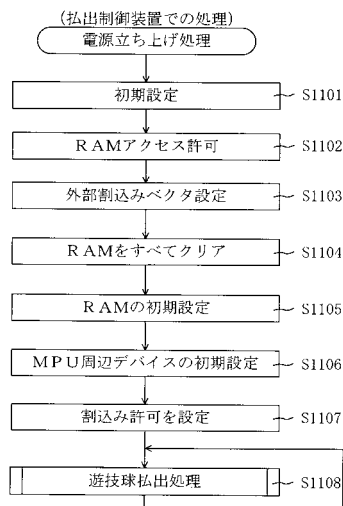 (払出制御装置での処理)
電源立ち上げ処理
初期設定 S1101
RAMアクセス許可 S1102
外部割込みベクタ設定 S1103
RAMをすべてクリア S1104
RAMの初期設定 S1105
MPU周辺デバイスの初期設定 S1106
割込み許可を設定 S1107
遊技球払出処理 S1108